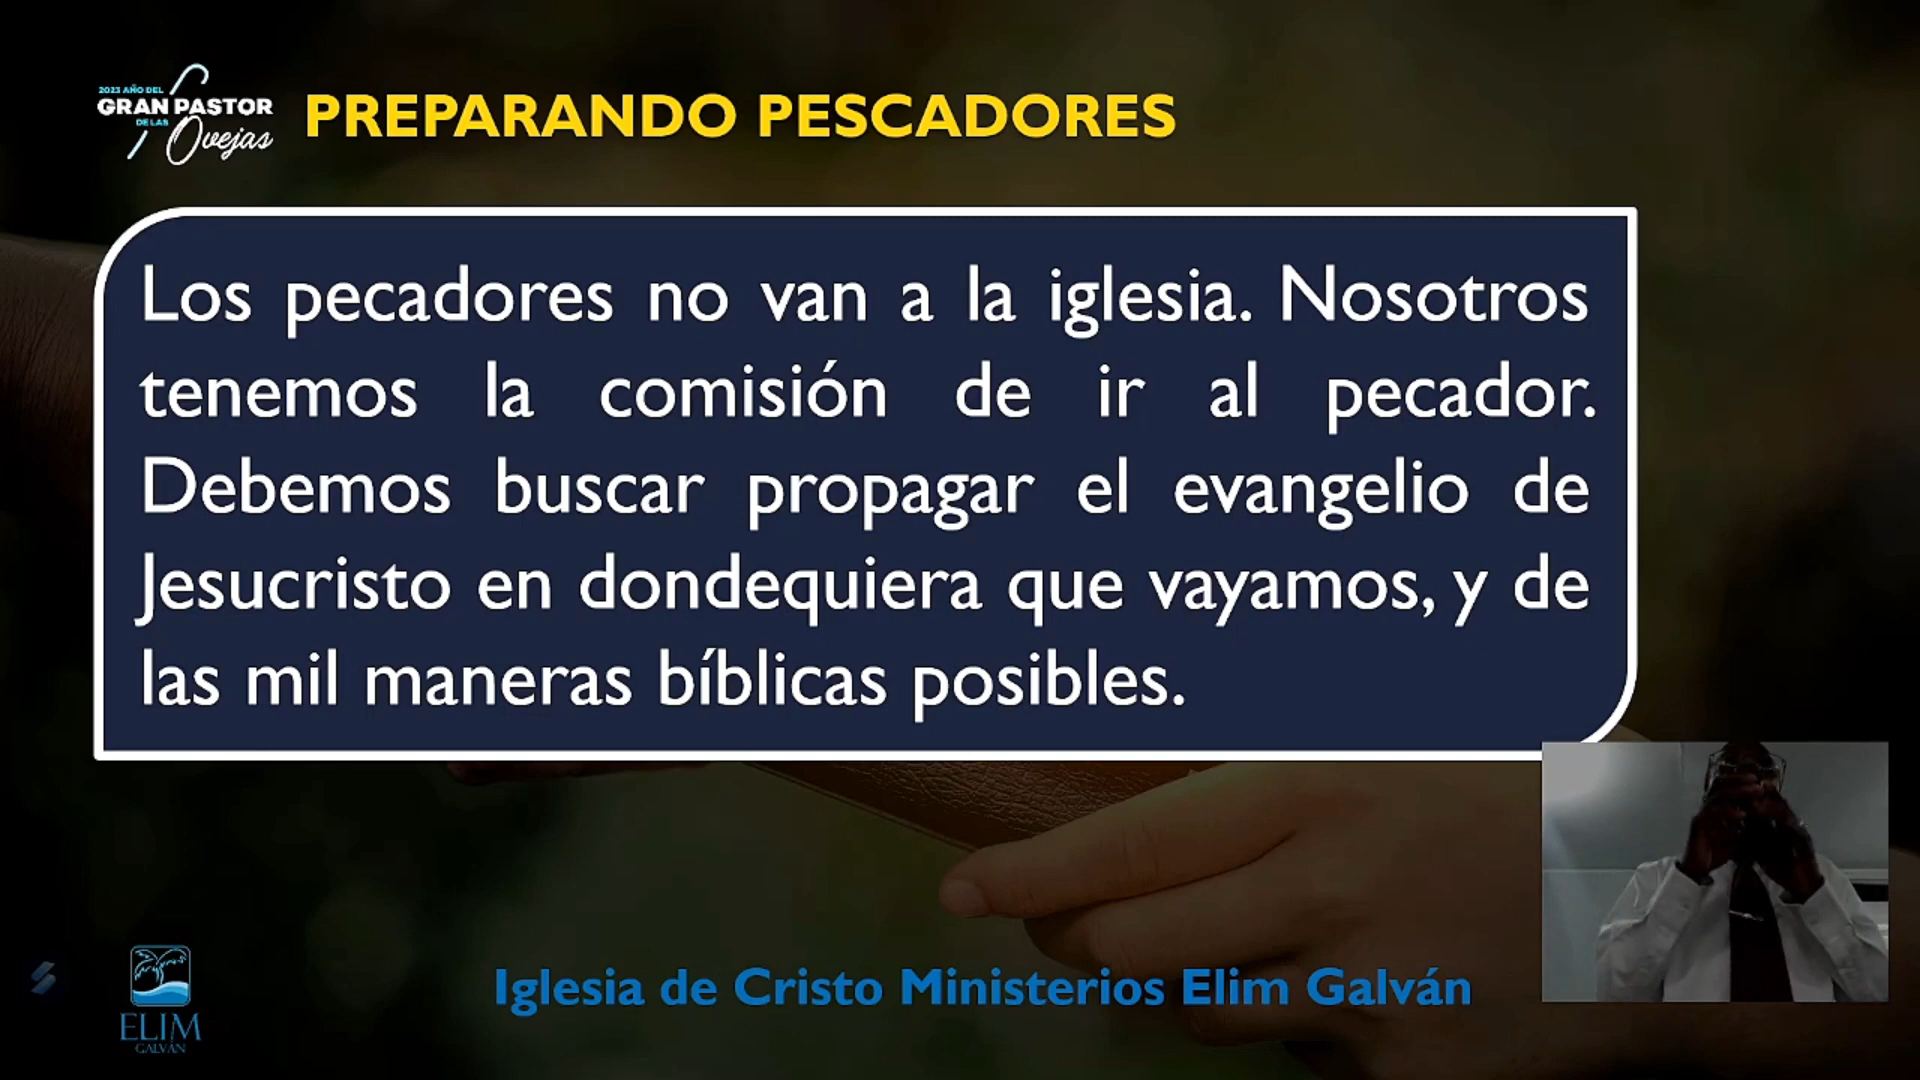 2023 AÑO DEL
GRAN PASTOR
DE LAS
Ovejas
PREPARANDO PESCADORES
Los pecadores no van a la iglesia. Nosotros
tenemos la comisión de ir al pecador.
Debemos buscar propagar el evangelio de
Jesucristo en dondequiera que vayamos, y de
las mil maneras bíblicas posibles.
Iglesia de Cristo Ministerios Elim Galván
ELIM
GALVÁN